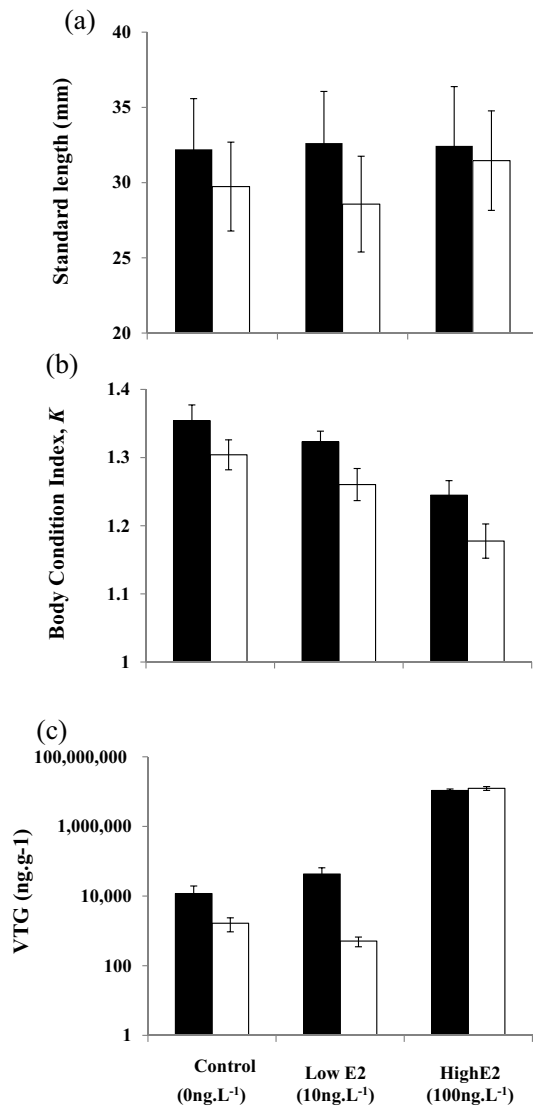 (a)
Standard length (mm)
40
35
30
25
20
(b)
Body Condition Index, K
1.4
1.3
1.2
1.1
1
(c)
VTG (ng.g-1)
100,000,000
1,000,000
10,000
100
1
Control Low E2 HighE2
(0ng.L⁻¹) (10ng.L⁻¹) (100ng.L⁻¹)